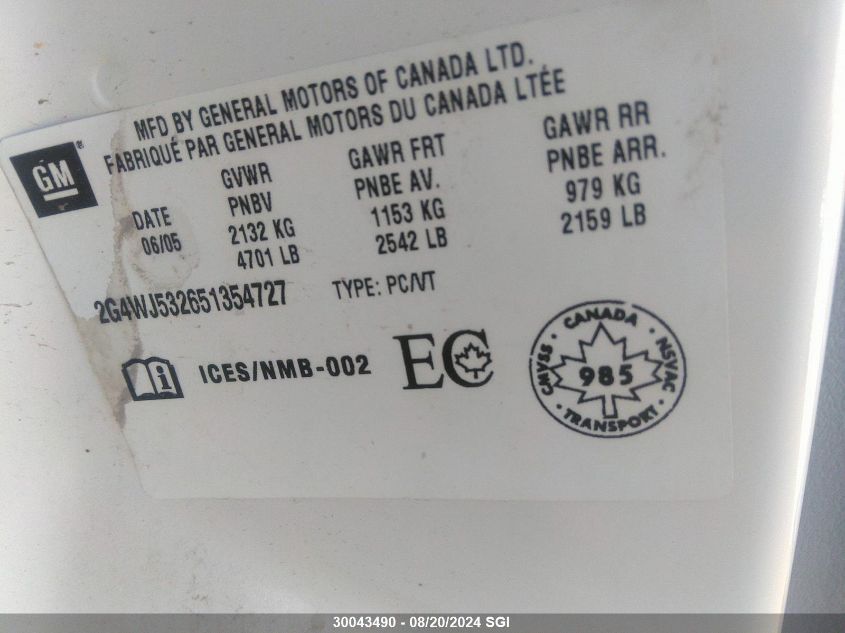 MFD BY GENERAL MOTORS OF CANADA LTD.
FABRIQUÉ PAR GENERAL MOTORS DU CANADA LTÉE
GM ®
DATE
06/05
GVWR
PNBV
2132 KG
4701 LB
GAWR FRT
PNBE AV.
1153 KG
2542 LB
GAWR RR
PNBE ARR.
979 KG
2159 LB
2G4WJ532651354727 TYPE: PC/VT
i ICES/NMB-002
EC
CANADA
CMVSS
985
NSVAC
TRANSPORT
30043490 - 08/20/2024 SGI